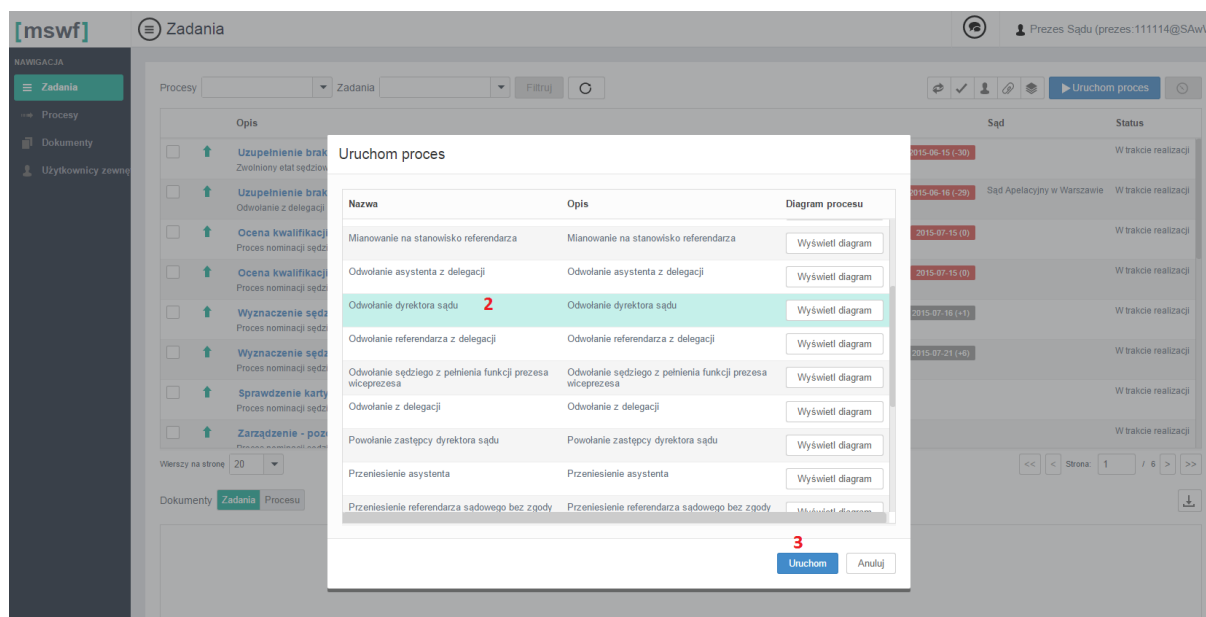 [mswf]
Zadania
Prezes Sądu (prezes:111114@SAwV
NAWIGACJA
Zadania
Procesy
Dokumenty
Użytkownicy zewnę
Procesy
Zadania
Filtruj
Uruchom proces
Opis
Sąd
Status
Uzupełnienie brak
Zwolniony etat sędziow
2015-06-15 (-30)
W trakcie realizacji
Uzupełnienie brak
Odwołanie z delegacji
2015-06-16 (-29)
Sąd Apelacyjny w Warszawie
W trakcie realizacji
Ocena kwalifikacji
Proces nominacji sędzi
2015-07-15 (0)
W trakcie realizacji
Ocena kwalifikacji
Proces nominacji sędzi
2015-07-15 (0)
W trakcie realizacji
Wyznaczenie sędz
Proces nominacji sędzi
2015-07-16 (+1)
W trakcie realizacji
Wyznaczenie sędz
Proces nominacji sędzi
2015-07-21 (+6)
W trakcie realizacji
Sprawdzenie karty
Proces nominacji sędzi
W trakcie realizacji
Zarządzenie - pozo
W trakcie realizacji
Uruchom proces
Nazwa
Opis
Diagram procesu
Mianowanie na stanowisko referendarza
Mianowanie na stanowisko referendarza
Wyświetl diagram
Odwołanie asystenta z delegacji
Odwołanie asystenta z delegacji
Wyświetl diagram
Odwołanie dyrektora sądu
2
Odwołanie dyrektora sądu
Wyświetl diagram
Odwołanie referendarza z delegacji
Odwołanie referendarza z delegacji
Wyświetl diagram
Odwołanie sędziego z pełnienia funkcji prezesa
wiceprezesa
Odwołanie sędziego z pełnienia funkcji prezesa
wiceprezesa
Wyświetl diagram
Odwołanie z delegacji
Odwołanie z delegacji
Wyświetl diagram
Powołanie zastępcy dyrektora sądu
Powołanie zastępcy dyrektora sądu
Wyświetl diagram
Przeniesienie asystenta
Przeniesienie asystenta
Wyświetl diagram
Przeniesienie referendarza sądowego bez zgody
Przeniesienie referendarza sądowego bez zgody
Wyświetl diagram
3
Uruchom
Anuluj
Wierszy na stronę
20
<<
<
Strona:
1
/ 6
>
>>
Dokumenty
Zadania
Procesu